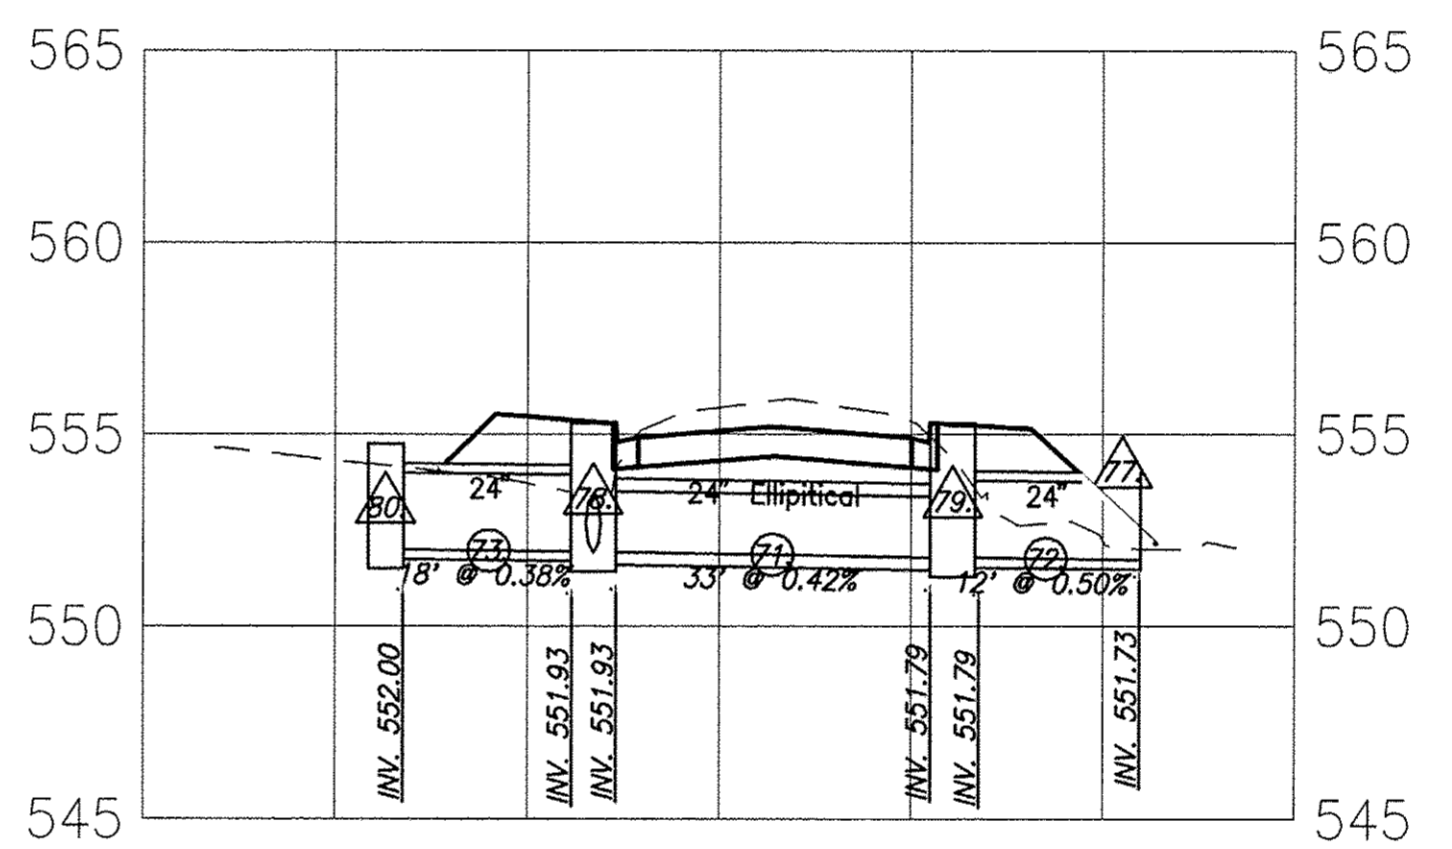 565 565
560 560
555 555
80. 24" 78. 24" Ellipitical 79. 24" 77.
73 71 72
18' @ 0.38% 33' @ 0.42% 12' @ 0.50%
550 550
INV. 552.00
INV. 551.93
INV. 551.93
INV. 551.79
INV. 551.79
INV. 551.73
545 545